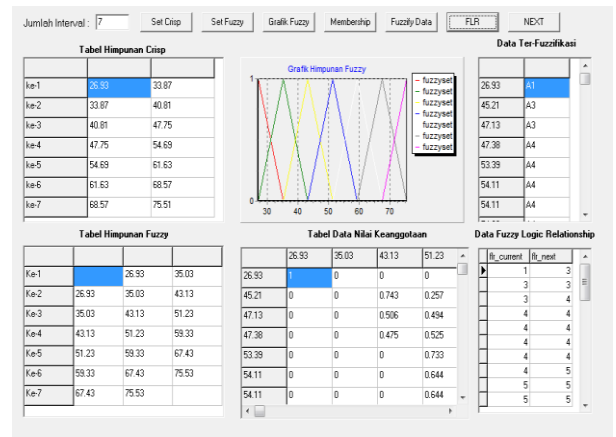 Jumlah Interval : 7 Set Crisp Set Fuzzy Grafik Fuzzy Membership Fuzzify Data FLR NEXT
Tabel Himpunan Crisp
ke-1 26.93 33.87
ke-2 33.87 40.81
ke-3 40.81 47.75
ke-4 47.75 54.69
ke-5 54.69 61.63
ke-6 61.63 68.57
ke-7 68.57 75.51
Grafik Himpunan Fuzzy
1
0
30 40 50 60 70
fuzzyset
fuzzyset
fuzzyset
fuzzyset
fuzzyset
fuzzyset
fuzzyset
Data Ter-Fuzzifikasi
26.93 A1
45.21 A3
47.13 A3
47.38 A4
53.39 A4
54.11 A4
54.11 A4
Tabel Himpunan Fuzzy
Ke-1 26.93 35.03
Ke-2 26.93 35.03 43.13
Ke-3 35.03 43.13 51.23
Ke-4 43.13 51.23 59.33
Ke-5 51.23 59.33 67.43
Ke-6 59.33 67.43 75.53
Ke-7 67.43 75.53
Tabel Data Nilai Keanggotaan
26.93 35.03 43.13 51.23
26.93 1 0 0 0
45.21 0 0 0.743 0.257
47.13 0 0 0.506 0.494
47.38 0 0 0.475 0.525
53.39 0 0 0 0.733
54.11 0 0 0 0.644
54.11 0 0 0 0.644
Data Fuzzy Logic Relationship
flr_current flr_next
1 3
3 3
3 4
4 4
4 4
4 4
4 4
4 5
5 5
5 5